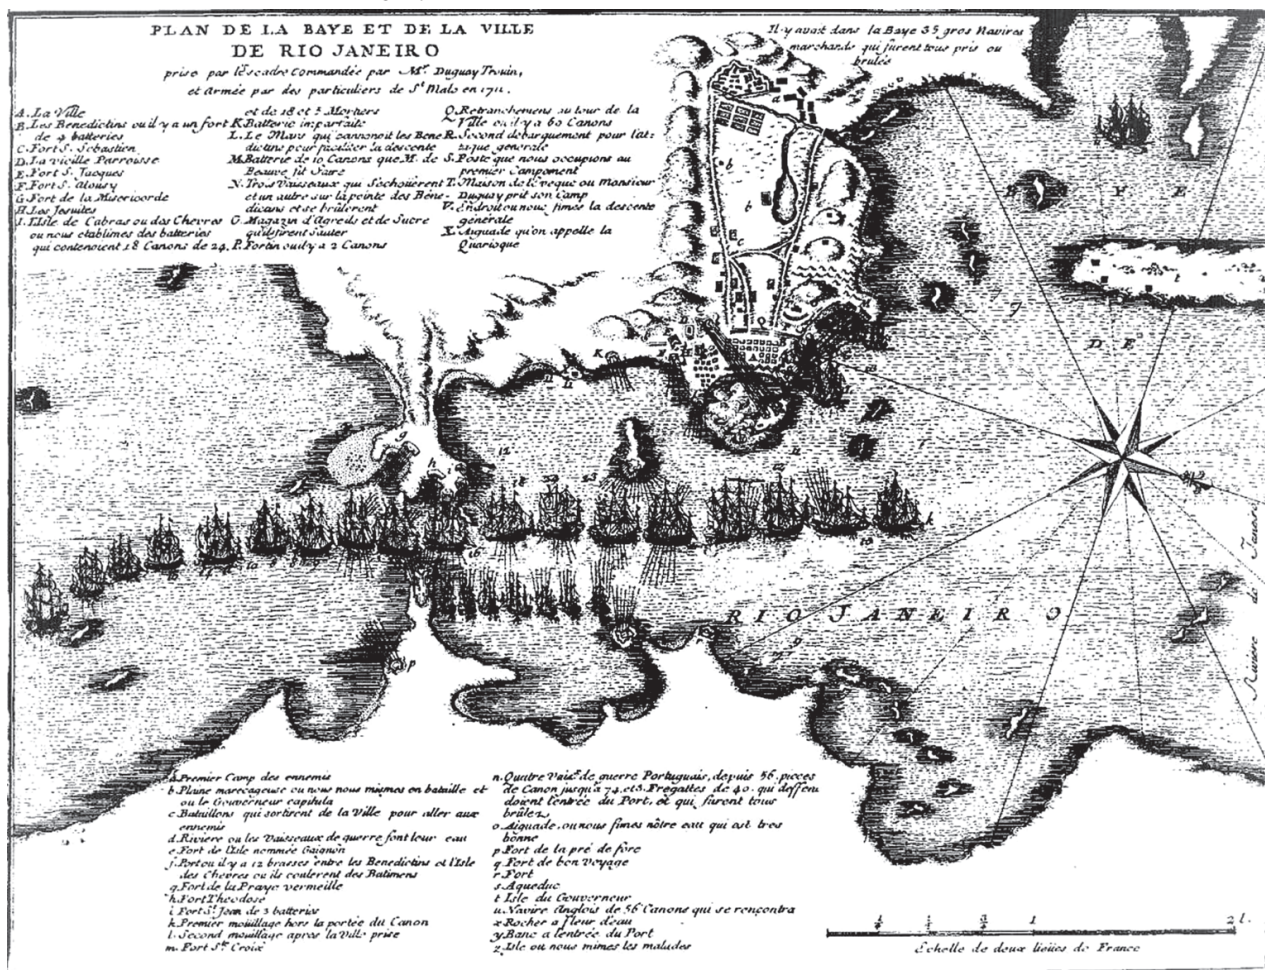 PLAN DE LA BAYE ET DE LA VILLE
DE RIO JANEIRO
prise par l'escadre Commandée par Mr. Duguay Trouin,
et Armée par des particuliers de St. Malo en 1711.
Il y avoit dans la Baye 35 gros Navires
marchands qui furent tous pris ou
brulés
A. La Ville
B. Les Benedictins ou il y a un fort
de 4 batteries
C. Fort S. Sebastien
D. La vieille Parroisse
E. Fort S. Jacques
F. Fort S. Alousy
G. Fort de la Misericorde
H. Les Jesuites
I. L'Isle de Cabras ou des Chevres
ou nous etablimes des batteries
qui contenoient 18 Canons de 24.
et de 18 et 5 Mortiers
K. Batterie imparfaite
L. Le Mars qui cannonoit les Bene
dictins pour faciliter la descente
M. Batterie de 10 Canons que M. de
Beauve fit faire
N. Trois Vaisseaux qui s'echouerent
et un autre sur la pointe des Béné-
dicins et se brulerent
O. Magazin d'Agreils et de Sucre
qu'ils firent sauter
P. Fortin ou il y a 2 Canons
Q. Retranchemens autour de la
Ville ou il y a 60 Canons
R. Second debarquement pour l'at:
taque generale
S. Poste que nous occupions au
premier Campement
T. Maison de l'eveque ou Monsieur
Duguay prit son Camp
V. Endroit ou nous fimes la descente
générale
X. Aiguade qu'on appelle la
Quarioque
B A Y E
D E
RIO JANEIRO
Riviere de Janeiro
a. Premier Camp des ennemis
b. Plaine marecageuse ou nous nous mismes en bataille et
ou le Gouverneur capitula
c. Bataillons qui sortirent de la Ville pour aller aux
ennemis
d. Riviere ou les Vaisseaux de guerre font leur eau
e. Fort de l'Isle nommée Gaignon
f. Port ou il y a 12 brasses entre les Benedictins et l'Isle
des Chevres ou ils coulerent des Batimens
g. Fort de la Praye vermeille
h. Fort Theodose
i. Fort St. Jean de 3 batteries
k. Premier mouillage hors la portée du Canon
l. Second mouillage apres la Ville prise
m. Fort Ste. Croix
n. Quatre Vaiss. de guerre Portuguais, depuis 56. pieces
de Canon jusqu'a 74. et 3. Fregattes de 40. qui deffen
doient l'entrée du Port, et qui furent tous
brulez
o. Aiguade, ou nous fimes nôtre eau qui est tres
bonne
p. Fort de la pré de fore
q. Fort de bon voyage
r. Fort
s. Aqueduc
t. Isle du Gouverneur
u. Navire Anglois de 56 Canons qui se rencontra
x. Rocher a fleur d'eau
y. Banc a l'entrée du Port
z. Isle ou nous mimes les malades
1 2 l.
Echelle de deux lieües de France